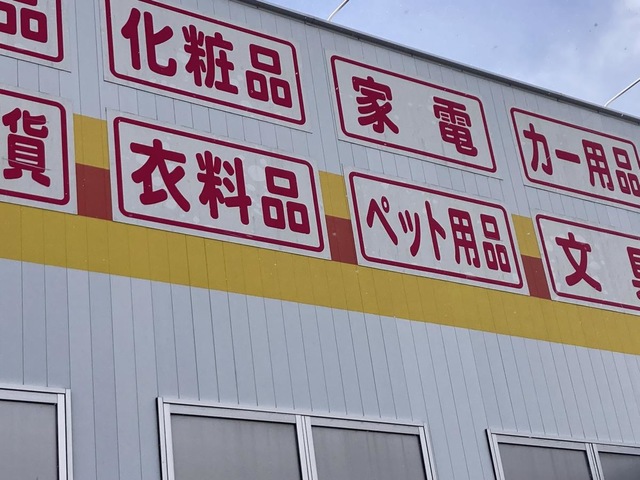 品 化粧品 家電 カー用品
貨 衣料品 ペット用品 文具